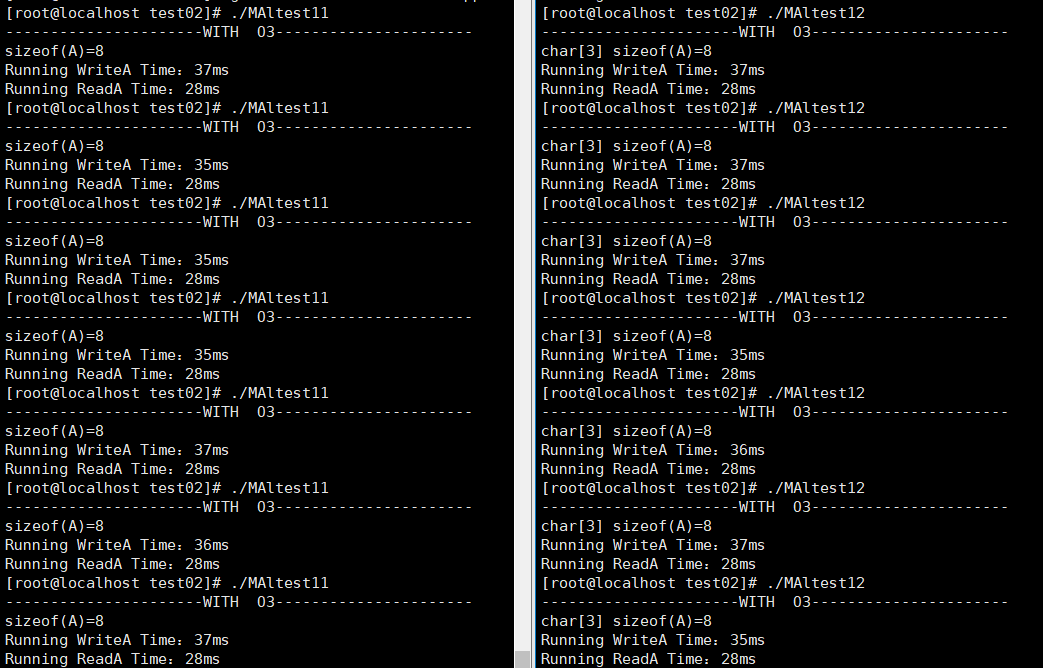 [root@localhost test02]# ./MAltest11
----------------------WITH  O3----------------------
sizeof(A)=8
Running WriteA Time：37ms
Running ReadA Time：28ms
[root@localhost test02]# ./MAltest11
----------------------WITH  O3----------------------
sizeof(A)=8
Running WriteA Time：35ms
Running ReadA Time：28ms
[root@localhost test02]# ./MAltest11
----------------------WITH  O3----------------------
sizeof(A)=8
Running WriteA Time：35ms
Running ReadA Time：28ms
[root@localhost test02]# ./MAltest11
----------------------WITH  O3----------------------
sizeof(A)=8
Running WriteA Time：35ms
Running ReadA Time：28ms
[root@localhost test02]# ./MAltest11
----------------------WITH  O3----------------------
sizeof(A)=8
Running WriteA Time：37ms
Running ReadA Time：28ms
[root@localhost test02]# ./MAltest11
----------------------WITH  O3----------------------
sizeof(A)=8
Running WriteA Time：36ms
Running ReadA Time：28ms
[root@localhost test02]# ./MAltest11
----------------------WITH  O3----------------------
sizeof(A)=8
Running WriteA Time：37ms
Running ReadA Time：28ms
[root@localhost test02]# ./MAltest12
----------------------WITH  O3----------------------
char[3] sizeof(A)=8
Running WriteA Time：37ms
Running ReadA Time：28ms
[root@localhost test02]# ./MAltest12
----------------------WITH  O3----------------------
char[3] sizeof(A)=8
Running WriteA Time：37ms
Running ReadA Time：28ms
[root@localhost test02]# ./MAltest12
----------------------WITH  O3----------------------
char[3] sizeof(A)=8
Running WriteA Time：37ms
Running ReadA Time：28ms
[root@localhost test02]# ./MAltest12
----------------------WITH  O3----------------------
char[3] sizeof(A)=8
Running WriteA Time：35ms
Running ReadA Time：28ms
[root@localhost test02]# ./MAltest12
----------------------WITH  O3----------------------
char[3] sizeof(A)=8
Running WriteA Time：36ms
Running ReadA Time：28ms
[root@localhost test02]# ./MAltest12
----------------------WITH  O3----------------------
char[3] sizeof(A)=8
Running WriteA Time：37ms
Running ReadA Time：28ms
[root@localhost test02]# ./MAltest12
----------------------WITH  O3----------------------
char[3] sizeof(A)=8
Running WriteA Time：35ms
Running ReadA Time：28ms